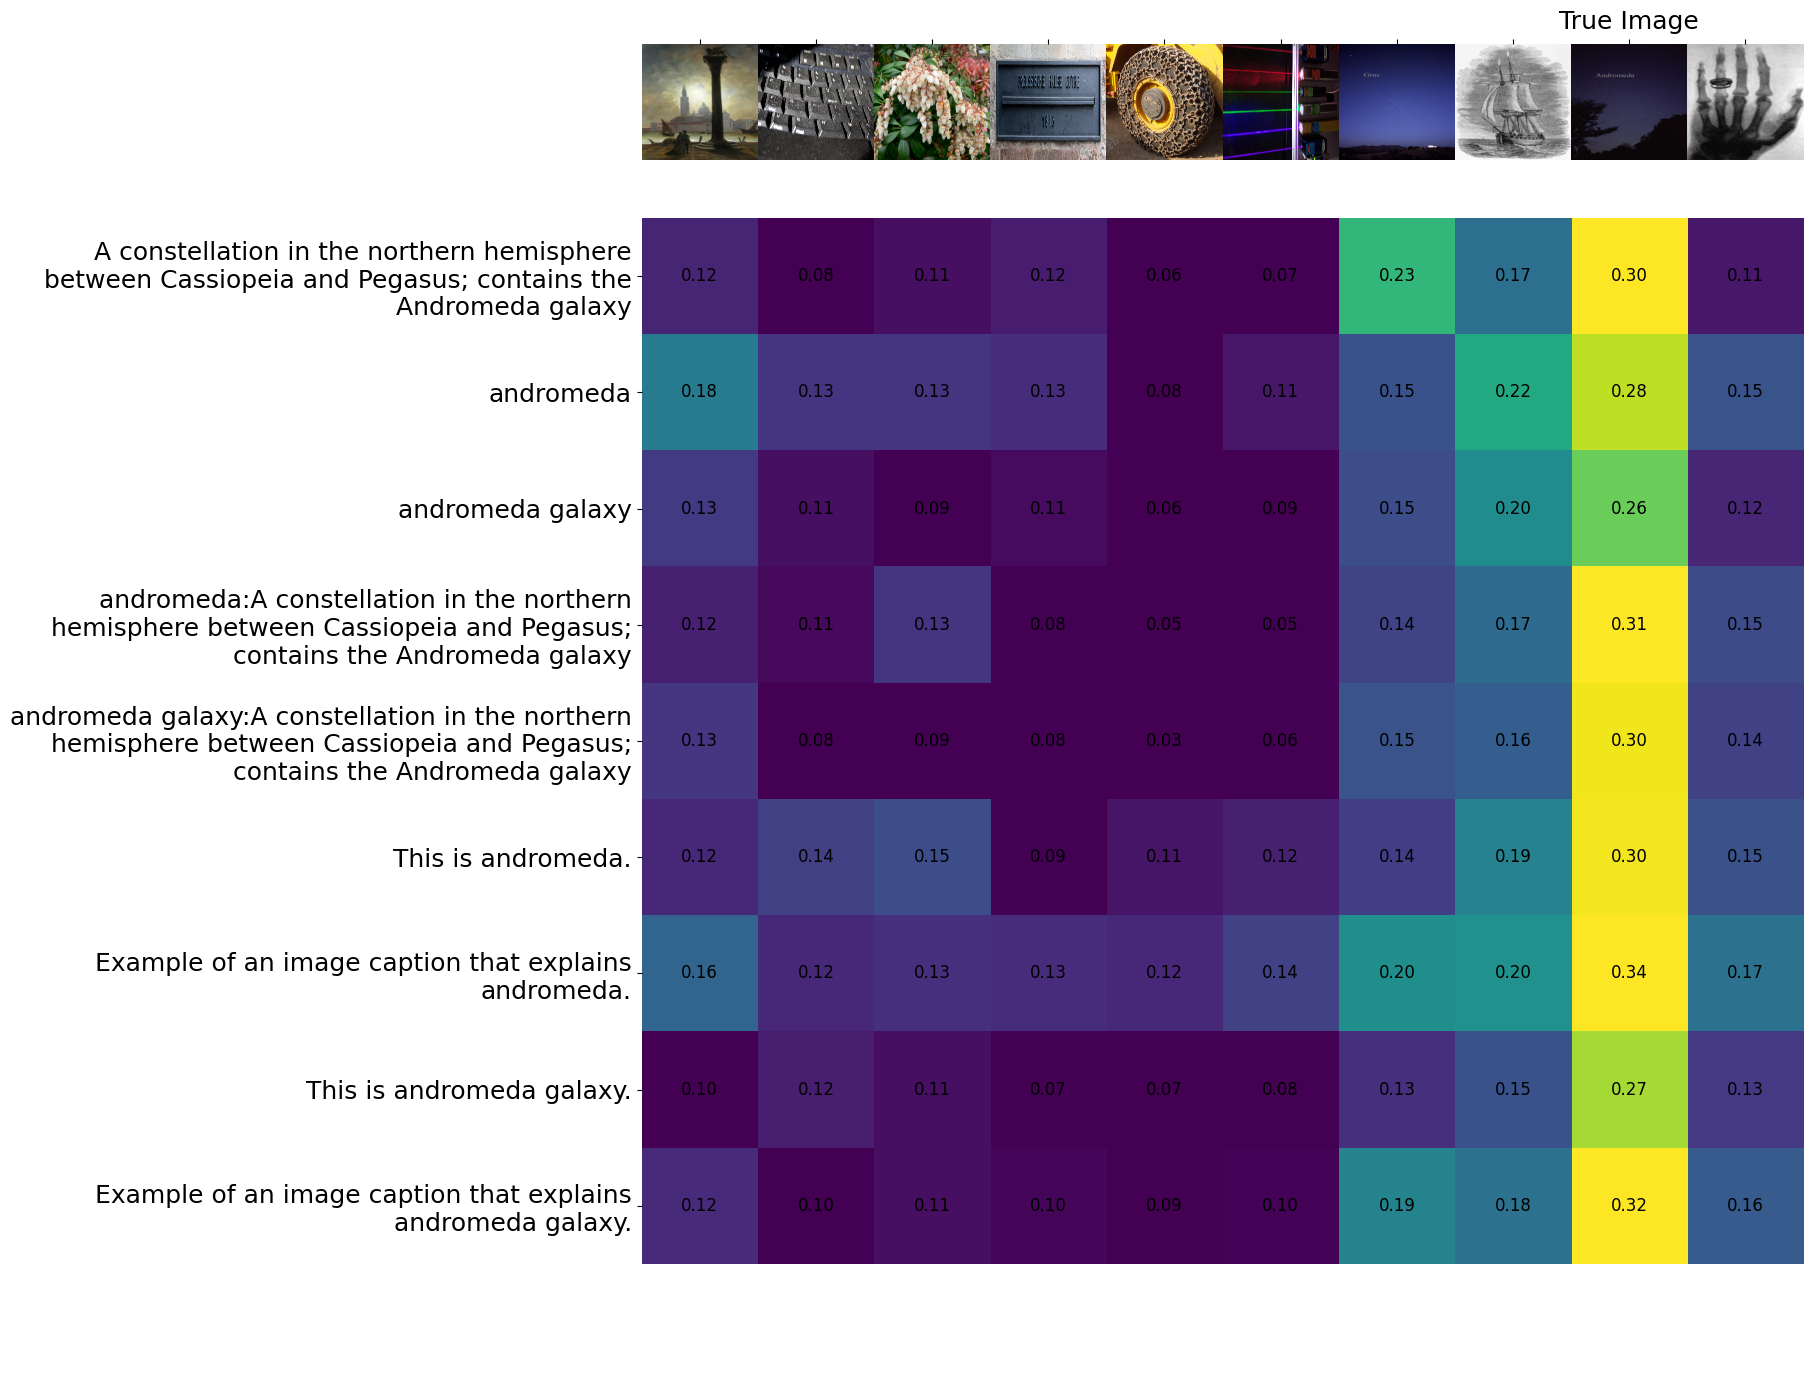 True Image
Grus
Andromeda
A constellation in the northern hemisphere
between Cassiopeia and Pegasus; contains the
Andromeda galaxy
0.12 0.08 0.11 0.12 0.06 0.07 0.23 0.17 0.30 0.11
andromeda
0.18 0.13 0.13 0.13 0.08 0.11 0.15 0.22 0.28 0.15
andromeda galaxy
0.13 0.11 0.09 0.11 0.06 0.09 0.15 0.20 0.26 0.12
andromeda:A constellation in the northern
hemisphere between Cassiopeia and Pegasus;
contains the Andromeda galaxy
0.12 0.11 0.13 0.08 0.05 0.05 0.14 0.17 0.31 0.15
andromeda galaxy:A constellation in the northern
hemisphere between Cassiopeia and Pegasus;
contains the Andromeda galaxy
0.13 0.08 0.09 0.08 0.03 0.06 0.15 0.16 0.30 0.14
This is andromeda.
0.12 0.14 0.15 0.09 0.11 0.12 0.14 0.19 0.30 0.15
Example of an image caption that explains
andromeda.
0.16 0.12 0.13 0.13 0.12 0.14 0.20 0.20 0.34 0.17
This is andromeda galaxy.
0.10 0.12 0.11 0.07 0.07 0.08 0.13 0.15 0.27 0.13
Example of an image caption that explains
andromeda galaxy.
0.12 0.10 0.11 0.10 0.09 0.10 0.19 0.18 0.32 0.16